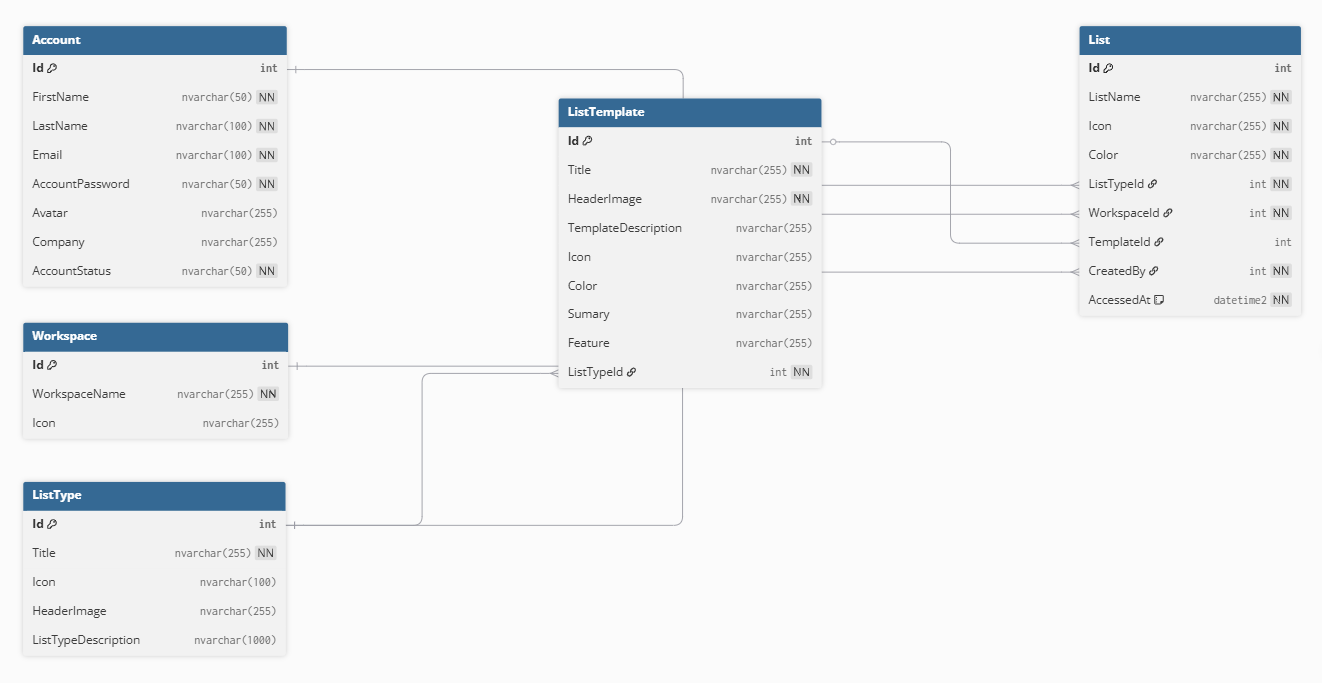 Account
Id int
FirstName nvarchar(50) NN
LastName nvarchar(100) NN
Email nvarchar(100) NN
AccountPassword nvarchar(50) NN
Avatar nvarchar(255)
Company nvarchar(255)
AccountStatus nvarchar(50) NN
Workspace
Id int
WorkspaceName nvarchar(255) NN
Icon nvarchar(255)
ListType
Id int
Title nvarchar(255) NN
Icon nvarchar(100)
HeaderImage nvarchar(255)
ListTypeDescription nvarchar(1000)
ListTemplate
Id int
Title nvarchar(255) NN
HeaderImage nvarchar(255) NN
TemplateDescription nvarchar(255)
Icon nvarchar(255)
Color nvarchar(255)
Sumary nvarchar(255)
Feature nvarchar(255)
ListTypeId int NN
List
Id int
ListName nvarchar(255) NN
Icon nvarchar(255) NN
Color nvarchar(255) NN
ListTypeId int NN
WorkspaceId int NN
TemplateId int
CreatedBy int NN
AccessedAt datetime2 NN